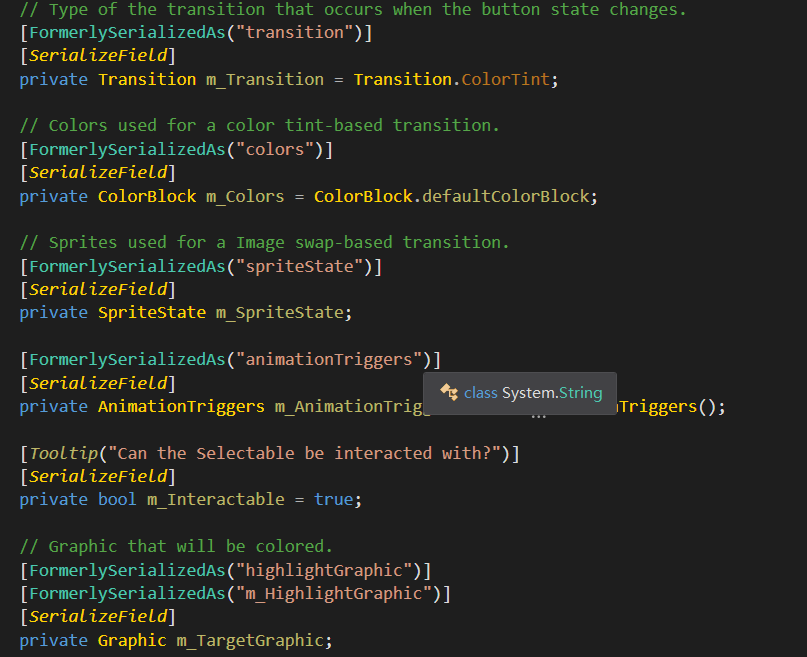 // Type of the transition that occurs when the button state changes.
[FormerlySerializedAs("transition")]
[SerializeField]
private Transition m_Transition = Transition.ColorTint;
// Colors used for a color tint-based transition.
[FormerlySerializedAs("colors")]
[SerializeField]
private ColorBlock m_Colors = ColorBlock.defaultColorBlock;
// Sprites used for a Image swap-based transition.
[FormerlySerializedAs("spriteState")]
[SerializeField]
private SpriteState m_SpriteState;
[FormerlySerializedAs("animationTriggers")]
[SerializeField]
class System.String
private AnimationTriggers m_AnimationTrigg Triggers();
[Tooltip("Can the Selectable be interacted with?")]
[SerializeField]
private bool m_Interactable = true;
// Graphic that will be colored.
[FormerlySerializedAs("highlightGraphic")]
[FormerlySerializedAs("m_HighlightGraphic")]
[SerializeField]
private Graphic m_TargetGraphic;